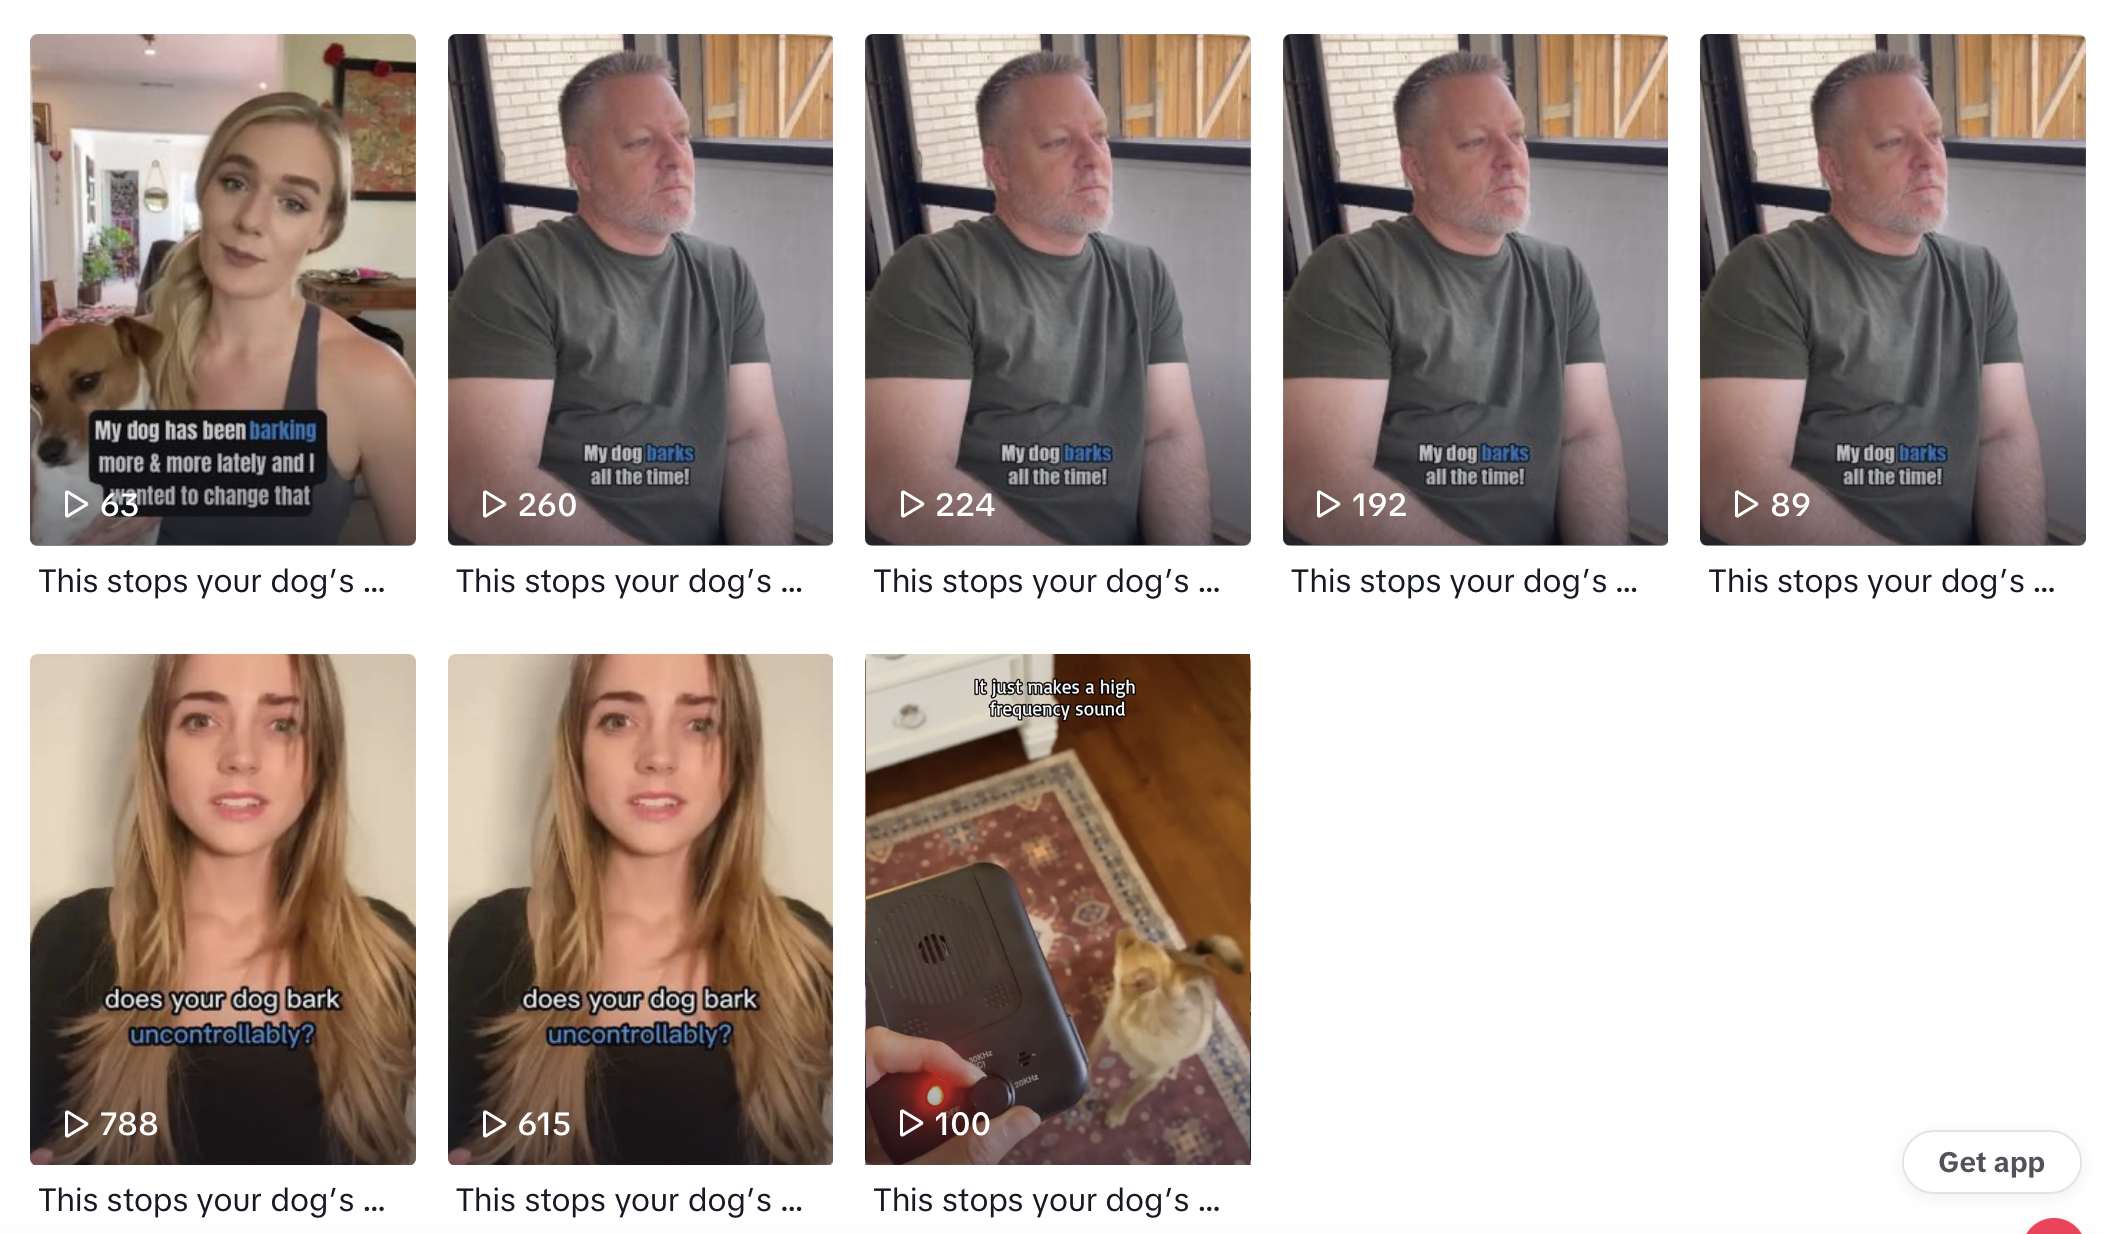 My dog has been barking
more & more lately and I
wanted to change that
63
This stops your dog’s ...
My dog barks
all the time!
260
This stops your dog’s ...
My dog barks
all the time!
224
This stops your dog’s ...
My dog barks
all the time!
192
This stops your dog’s ...
My dog barks
all the time!
89
This stops your dog’s ...
does your dog bark
uncontrollably?
788
This stops your dog’s ...
does your dog bark
uncontrollably?
615
This stops your dog’s ...
It just makes a high
frequency sound
20KHz
100
This stops your dog’s ...
Get app